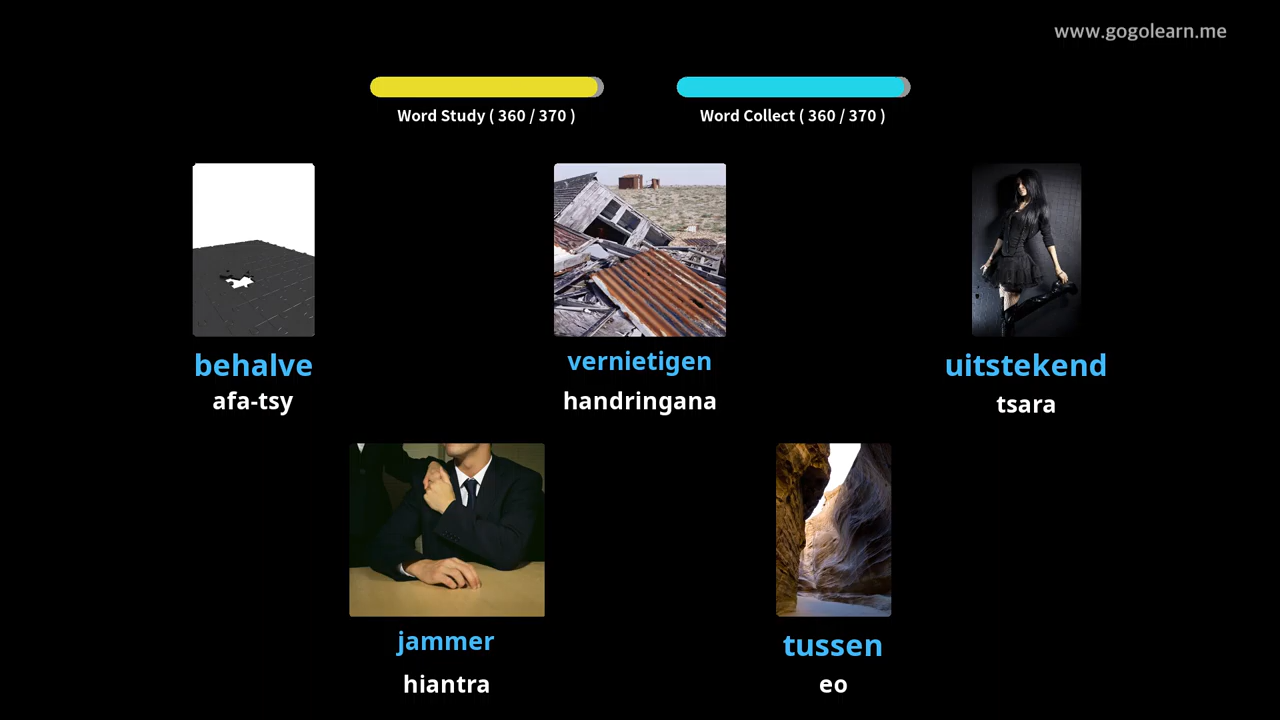 www.gogolearn.me
Word Study ( 360 / 370 )
Word Collect ( 360 / 370 )
behalve
afa-tsy
vernietigen
handringana
uitstekend
tsara
jammer
hiantra
tussen
eo